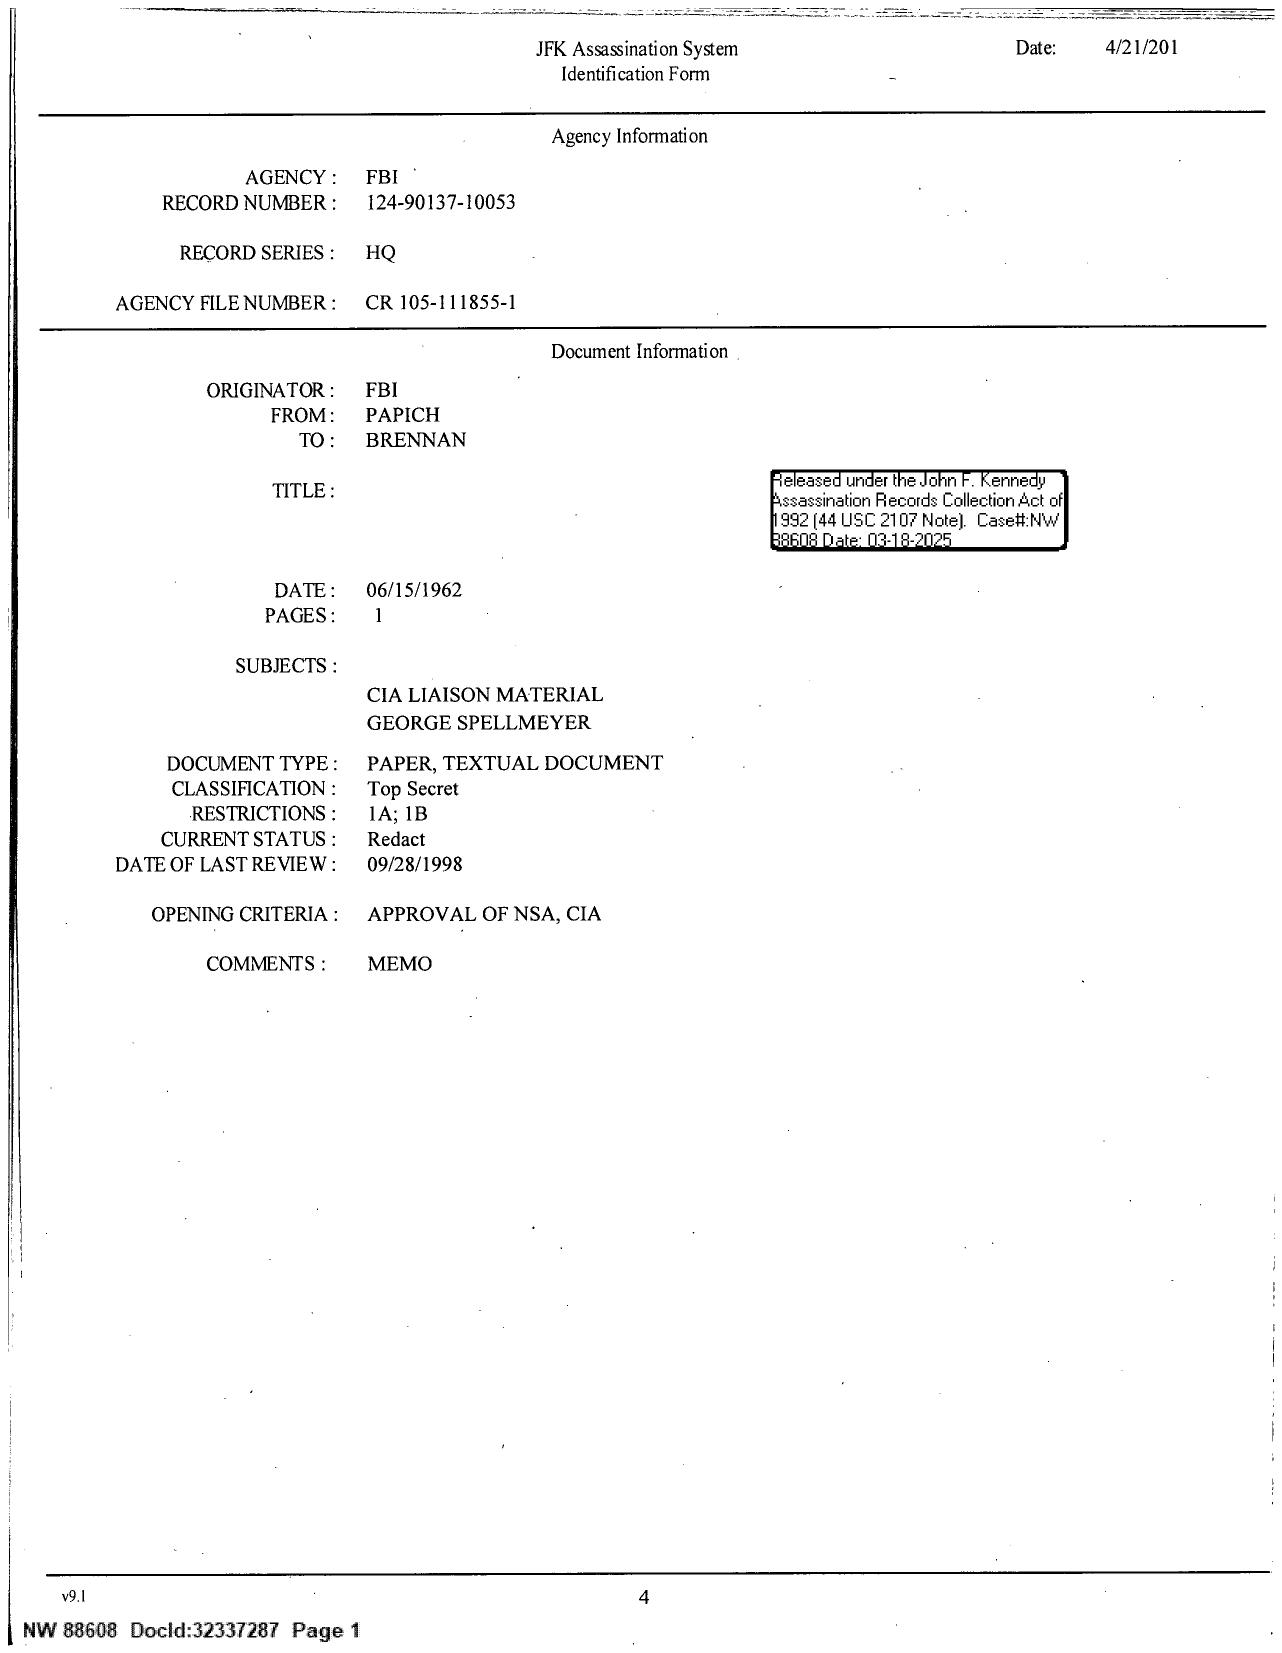 JFK Assassination System
Date: 4/21/201
Identification Form
Agency Information
AGENCY : FBI
RECORD NUMBER : 124-90137-10053
RECORD SERIES : HQ
AGENCY FILE NUMBER : CR 105-111855-1
Document Information
ORIGINATOR : FBI
FROM : PAPICH
TO : BRENNAN
TITLE :
Released under the John F. Kennedy
Assassination Records Collection Act of
1992 (44 USC 2107 Note). Case#:NW
88608 Date: 03-18-2025
DATE : 06/15/1962
PAGES : 1
SUBJECTS :
CIA LIAISON MATERIAL
GEORGE SPELLMEYER
DOCUMENT TYPE : PAPER, TEXTUAL DOCUMENT
CLASSIFICATION : Top Secret
RESTRICTIONS : 1A; 1B
CURRENT STATUS : Redact
DATE OF LAST REVIEW : 09/28/1998
OPENING CRITERIA : APPROVAL OF NSA, CIA
COMMENTS : MEMO
v9.1
4
NW 88608 DocId:32337287 Page 1